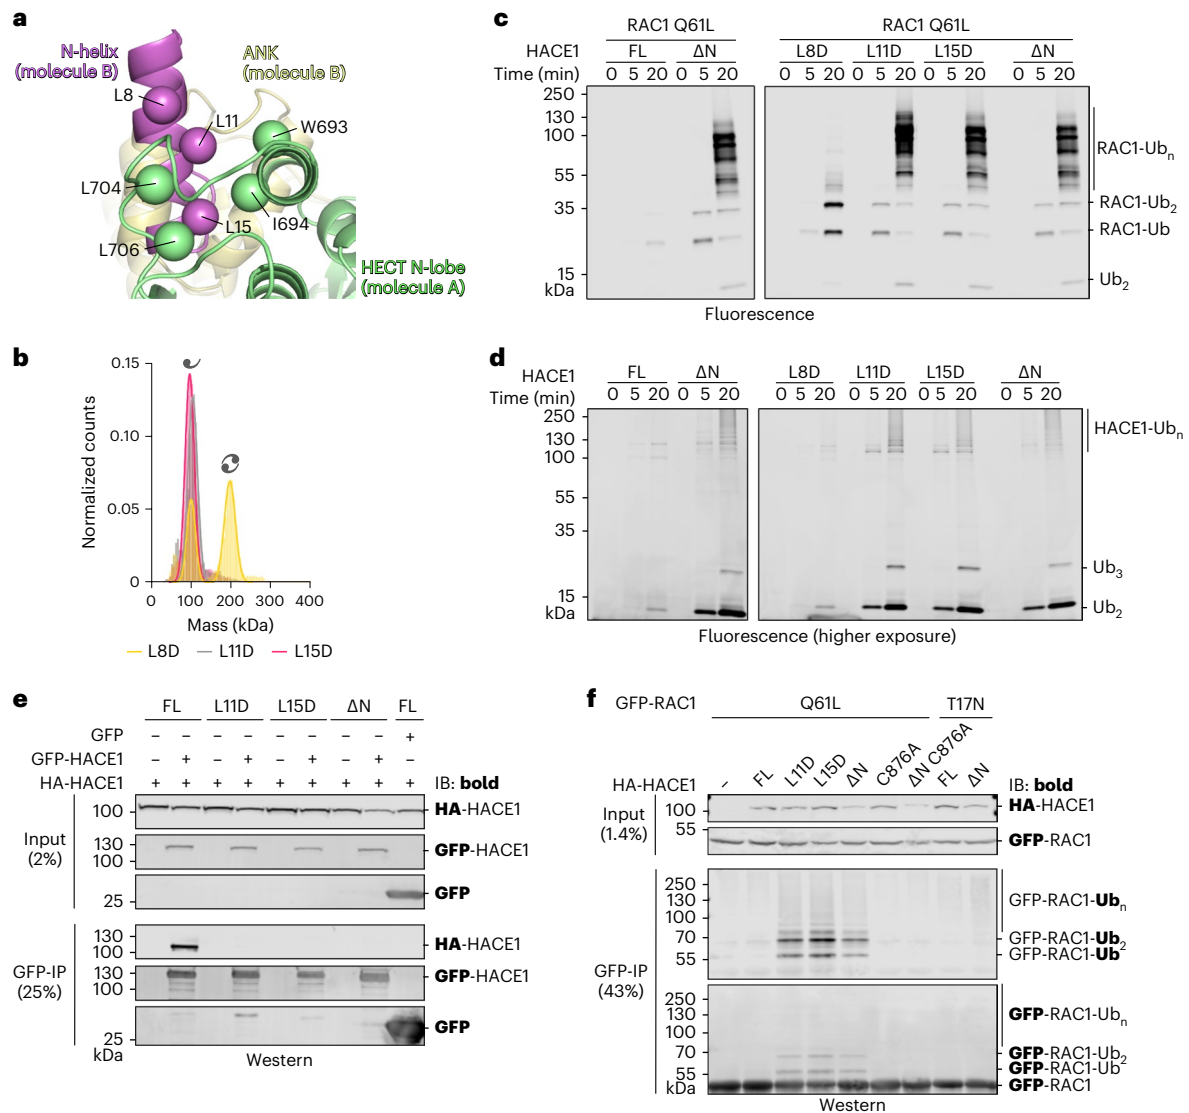 a
N-helix
(molecule B)
ANK
(molecule B)
L8
L11
W693
L704
L15
I694
L706
HECT N-lobe
(molecule A)
b
0.15
0.10
0.05
0
Normalized counts
0 100 200 300 400
Mass (kDa)
L8D L11D L15D
c
RAC1 Q61L RAC1 Q61L
HACE1 FL ΔN L8D L11D L15D ΔN
Time (min) 0 5 20 0 5 20 0 5 20 0 5 20 0 5 20 0 5 20
250
130
100
55
35
15
kDa
RAC1-Ubn
RAC1-Ub2
RAC1-Ub
Ub2
Fluorescence
d
HACE1 FL ΔN L8D L11D L15D ΔN
Time (min) 0 5 20 0 5 20 0 5 20 0 5 20 0 5 20 0 5 20
250
130
100
55
35
15
kDa
HACE1-Ubn
Ub3
Ub2
Fluorescence (higher exposure)
e
FL L11D L15D ΔN FL
GFP – – – – – – – – +
GFP-HACE1 – + – + – + – + –
HA-HACE1 + + + + + + + + + IB: bold
Input
(2%)
100 HA-HACE1
130
100
GFP-HACE1
25 GFP
GFP-IP
(25%)
130
100
HA-HACE1
130
100
GFP-HACE1
25 GFP
kDa
Western
f
GFP-RAC1 Q61L T17N
HA-HACE1 – FL L11D L15D ΔN C876A ΔN C876A FL ΔN IB: bold
Input
(1.4%)
100 HA-HACE1
55 GFP-RAC1
GFP-IP
(43%)
250
130
100
70
55
GFP-RAC1-Ubn
GFP-RAC1-Ub2
GFP-RAC1-Ub
250
130
100
70
55
kDa
GFP-RAC1-Ubn
GFP-RAC1-Ub2
GFP-RAC1-Ub
GFP-RAC1
Western